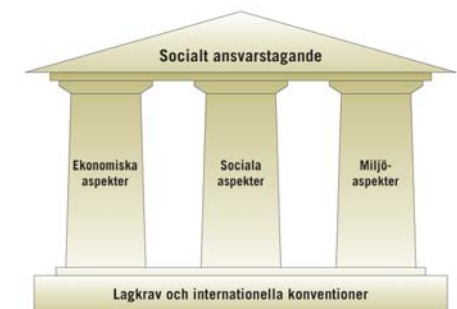 Socialt ansvarstagande
Ekonomiska
aspekter
Sociala
aspekter
Miljö-
aspekter
Lagkrav och internationella konventioner